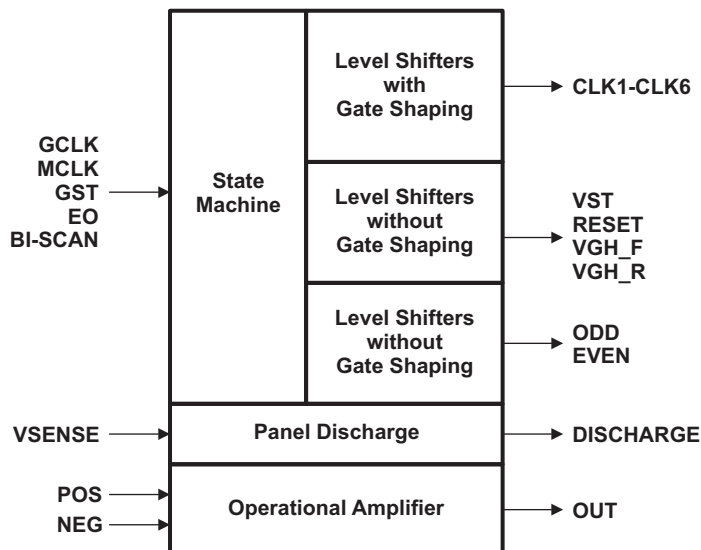 GCLK
MCLK
GST
EO
BI-SCAN
State
Machine
Level Shifters
with
Gate Shaping
CLK1-CLK6
Level Shifters
without
Gate Shaping
VST
RESET
VGH_F
VGH_R
Level Shifters
without
Gate Shaping
ODD
EVEN
VSENSE
Panel Discharge
DISCHARGE
POS
NEG
Operational Amplifier
OUT